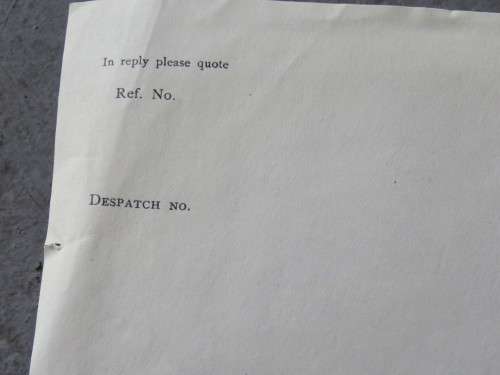 In reply please quote
Ref. No.
DESPATCH NO.